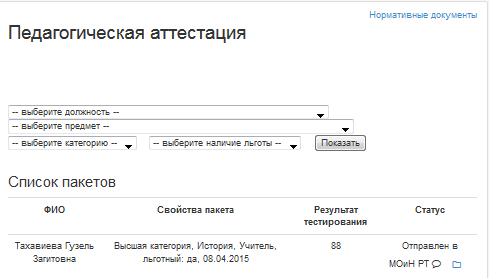 Нормативные документы
Педагогическая аттестация
-- выберите должность --
-- выберите предмет --
-- выберите категорию -- -- выберите наличие льготы -- Показать
Список пакетов
ФИО Свойства пакета Результат тестирования Статус
Тахавиева Гузель Загитовна Высшая категория, История, Учитель, льготный: да, 08.04.2015 88 Отправлен в МОиН РТ